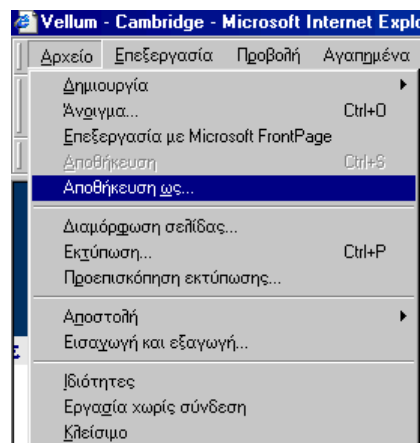 Vellum - Cambridge - Microsoft Internet Explo
Αρχείο Επεξεργασία Προβολή Αγαπημένα
Δημιουργία
Άνοιγμα... Ctrl+O
Επεξεργασία με Microsoft FrontPage
Αποθήκευση Ctrl+S
Αποθήκευση ως...
Διαμόρφωση σελίδας...
Εκτύπωση... Ctrl+P
Προεπισκόπηση εκτύπωσης...
Αποστολή
Εισαγωγή και εξαγωγή...
Ιδιότητες
Εργασία χωρίς σύνδεση
Κλείσιμο